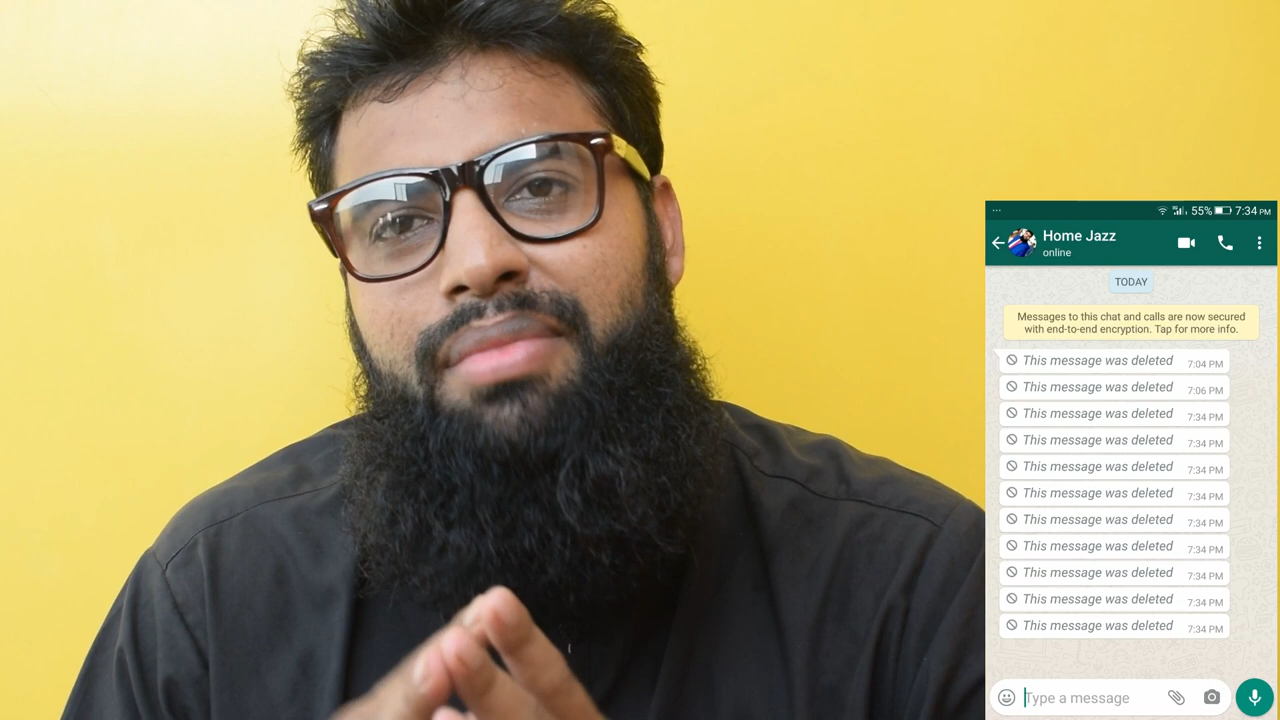 ... 55% 7:34 PM
Home Jazz
online
TODAY
Messages to this chat and calls are now secured
with end-to-end encryption. Tap for more info.
This message was deleted 7:04 PM
This message was deleted 7:06 PM
This message was deleted 7:34 PM
This message was deleted 7:34 PM
This message was deleted 7:34 PM
This message was deleted 7:34 PM
This message was deleted 7:34 PM
This message was deleted 7:34 PM
This message was deleted 7:34 PM
This message was deleted 7:34 PM
This message was deleted 7:34 PM
Type a message